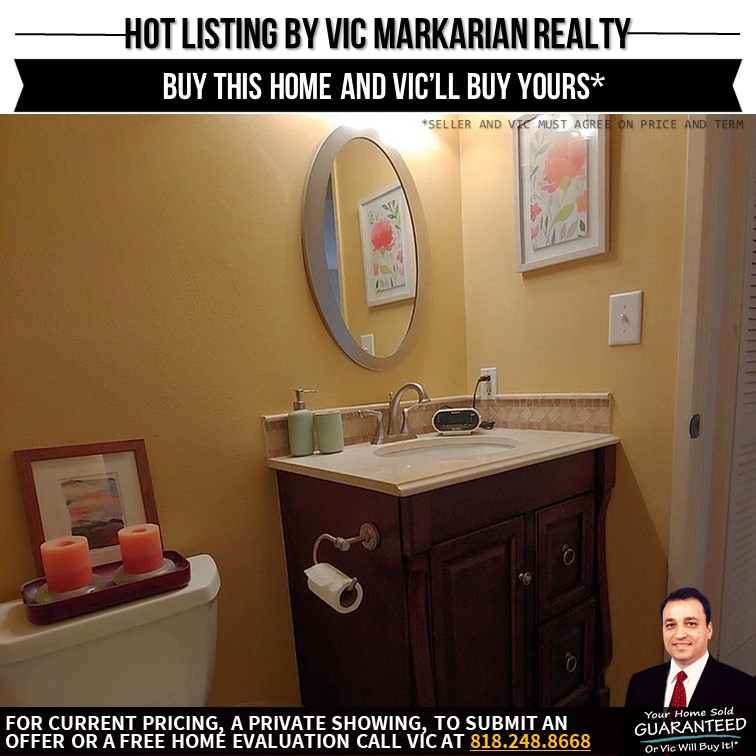 HOT LISTING BY VIC MARKARIAN REALTY
BUY THIS HOME AND VIC'LL BUY YOURS*
*SELLER AND VIC MUST AGREE ON PRICE AND TERM
Your Home Sold
GUARANTEED
Or Vic Will Buy It!
FOR CURRENT PRICING, A PRIVATE SHOWING, TO SUBMIT AN
OFFER OR A FREE HOME EVALUATION CALL VIC AT 818.248.8668